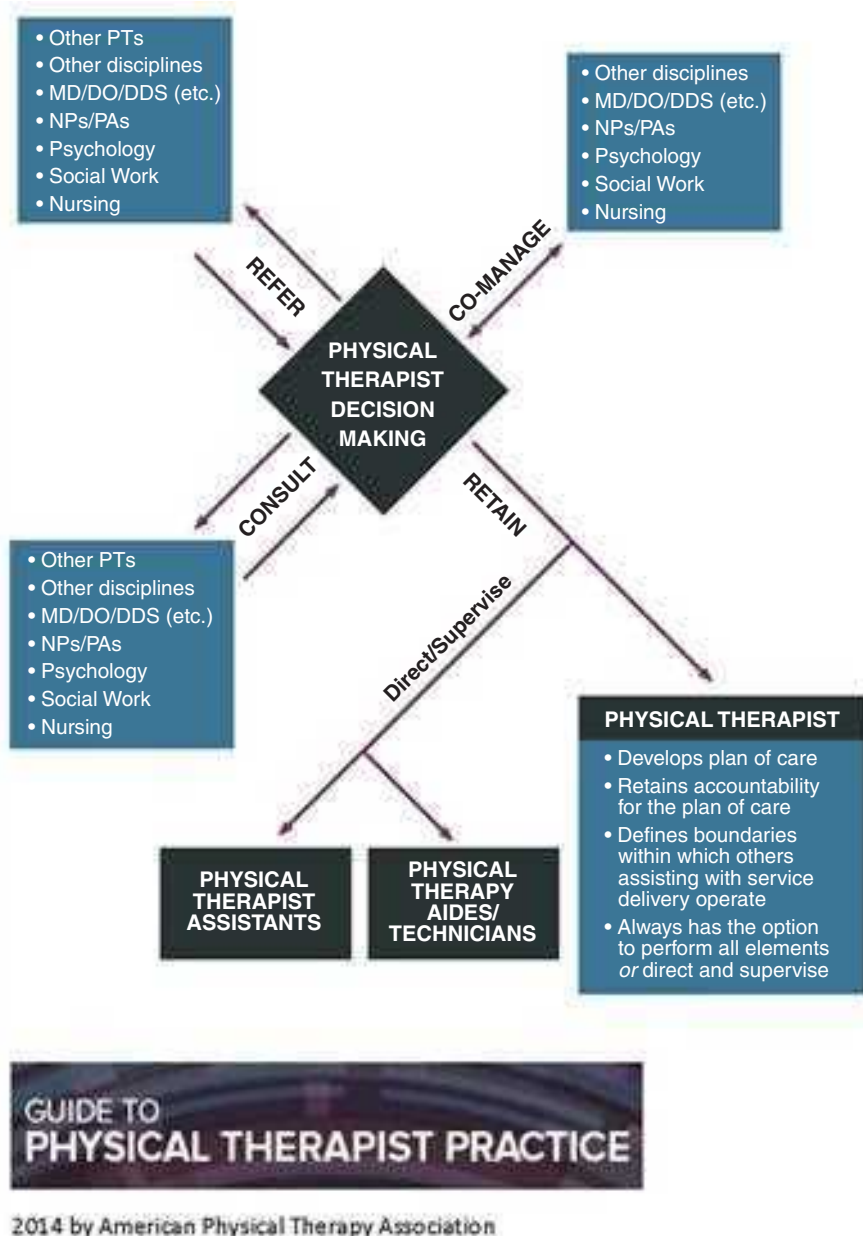 • Other PTs
• Other disciplines
• MD/DO/DDS (etc.)
• NPs/PAs
• Psychology
• Social Work
• Nursing
• Other disciplines
• MD/DO/DDS (etc.)
• NPs/PAs
• Psychology
• Social Work
• Nursing
REFER
CO-MANAGE
PHYSICAL
THERAPIST
DECISION
MAKING
CONSULT
RETAIN
• Other PTs
• Other disciplines
• MD/DO/DDS (etc.)
• NPs/PAs
• Psychology
• Social Work
• Nursing
Direct/Supervise
PHYSICAL THERAPIST
• Develops plan of care
• Retains accountability
for the plan of care
• Defines boundaries
within which others
assisting with service
delivery operate
• Always has the option
to perform all elements
or direct and supervise
PHYSICAL
THERAPIST
ASSISTANTS
PHYSICAL
THERAPY
AIDES/
TECHNICIANS
GUIDE TO
PHYSICAL THERAPIST PRACTICE
2014 by American Physical Therapy Association